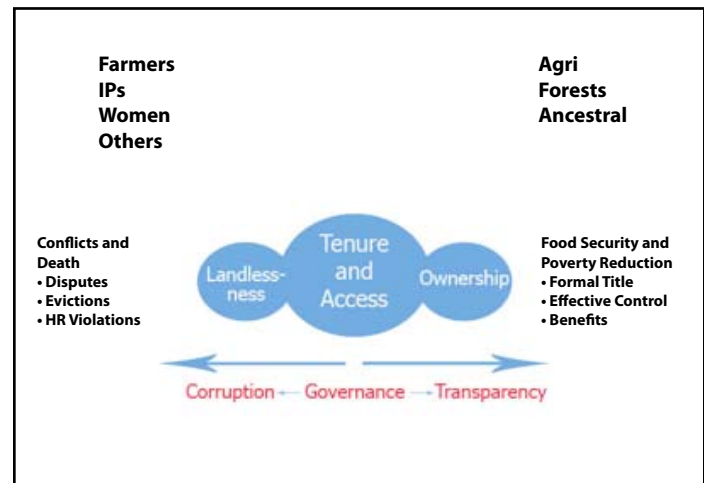 Farmers
IPs
Women
Others
Agri
Forests
Ancestral
Conflicts and
Death
• Disputes
• Evictions
• HR Violations
Landless-
ness
Tenure
and
Access
Ownership
Food Security and
Poverty Reduction
• Formal Title
• Effective Control
• Benefits
Corruption ← Governance → Transparency